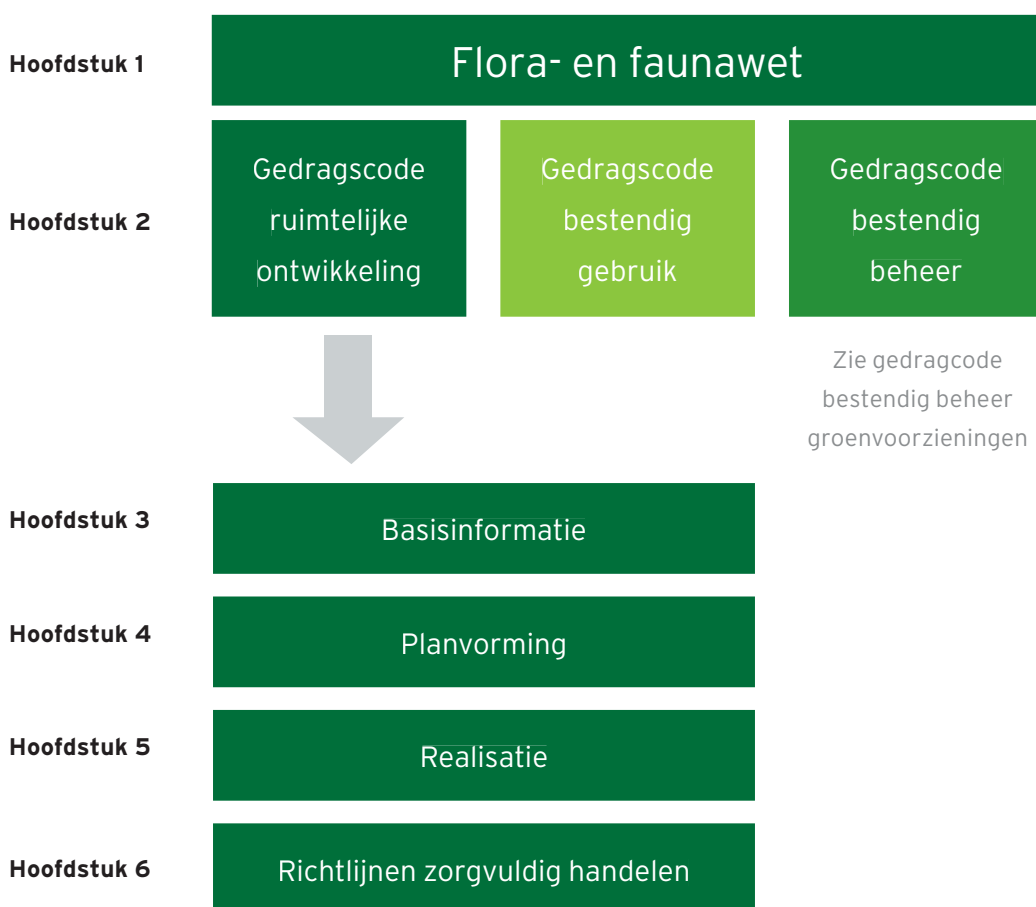 Hoofdstuk 1
Flora- en faunawet
Hoofdstuk 2
Gedragscode
ruimtelijke
ontwikkeling
Gedragscode
bestendig
gebruik
Gedragscode
bestendig
beheer
Zie gedragcode
bestendig beheer
groenvoorzieningen
Hoofdstuk 3
Basisinformatie
Hoofdstuk 4
Planvorming
Hoofdstuk 5
Realisatie
Hoofdstuk 6
Richtlijnen zorgvuldig handelen